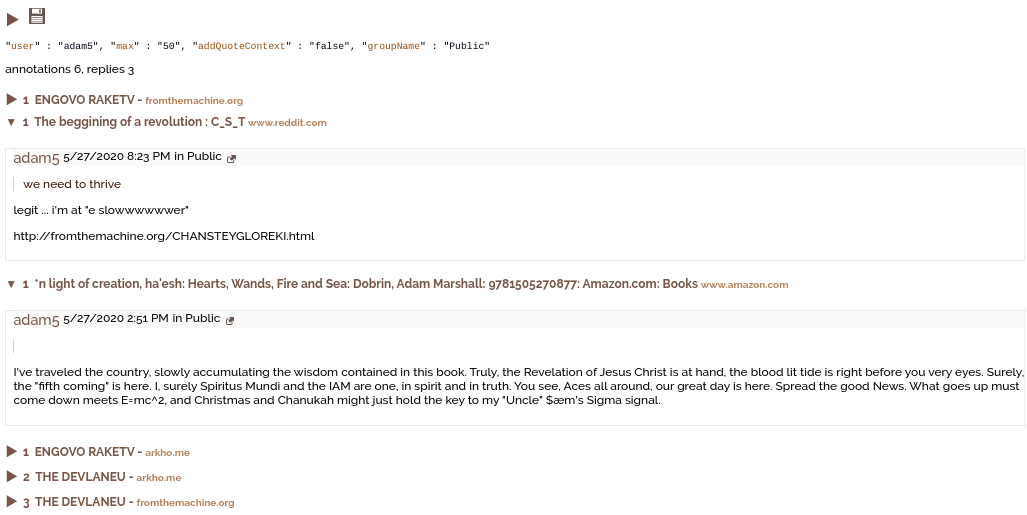 "user" : "adam5", "max" : "50", "addQuoteContext" : "false", "groupName" : "Public"
annotations 6, replies 3
▶ 1 ENGOVO RAKETV - fromthemachine.org
▼ 1 The beggining of a revolution : C_S_T www.reddit.com
adam5 5/27/2020 8:23 PM in Public
we need to thrive
legit ... i'm at "e slowwwwwwer"
http://fromthemachine.org/CHANSTEYGLOREKI.html
▼ 1 *n light of creation, ha'esh: Hearts, Wands, Fire and Sea: Dobrin, Adam Marshall: 9781505270877: Amazon.com: Books www.amazon.com
adam5 5/27/2020 2:51 PM in Public
I've traveled the country, slowly accumulating the wisdom contained in this book. Truly, the Revelation of Jesus Christ is at hand, the blood lit tide is right before you very eyes. Surely,
the "fifth coming" is here. I, surely Spiritus Mundi and the IAM are one, in spirit and in truth. You see, Aces all around, our great day is here. Spread the good News. What goes up must
come down meets E=mc^2, and Christmas and Chanukah might just hold the key to my "Uncle" $æm's Sigma signal.
▶ 1 ENGOVO RAKETV - arkho.me
▶ 2 THE DEVLANEU - arkho.me
▶ 3 THE DEVLANEU - fromthemachine.org